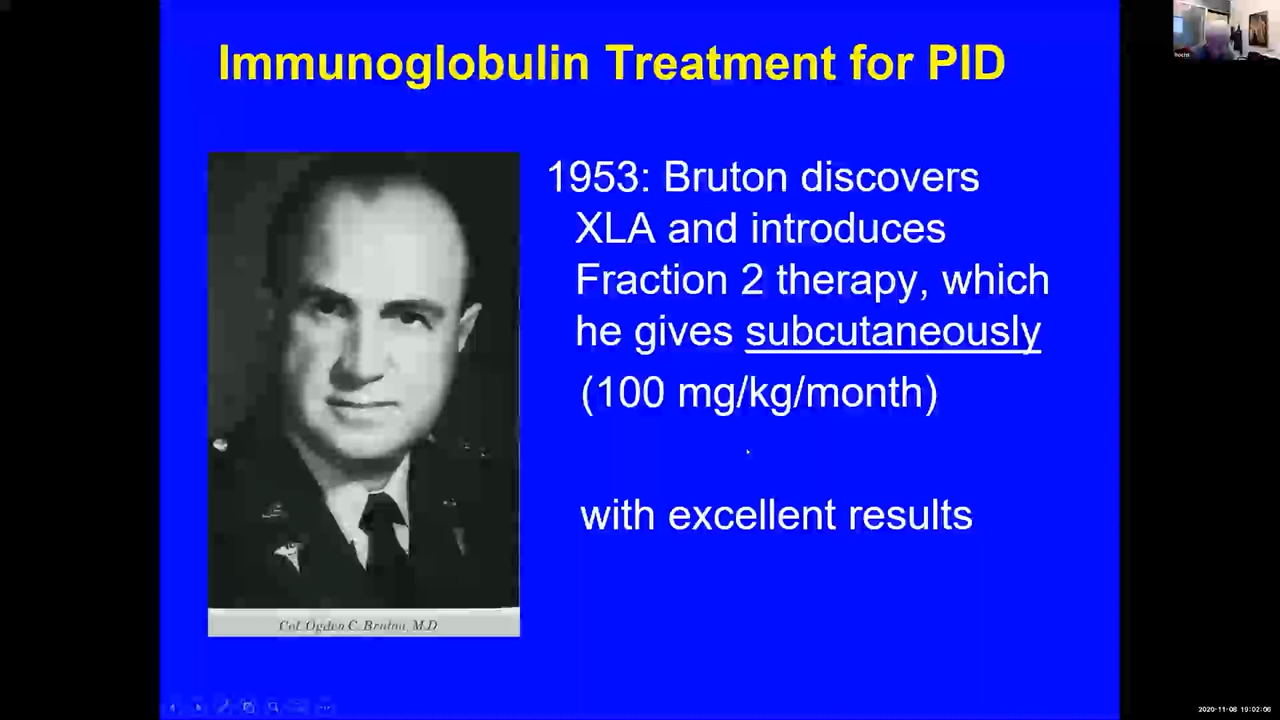 Immunoglobulin Treatment for PID
1953: Bruton discovers
XLA and introduces
Fraction 2 therapy, which
he gives subcutaneously
(100 mg/kg/month)
with excellent results
Col. Ogden C. Bruton, M.D
2020-11-08 19:02:06